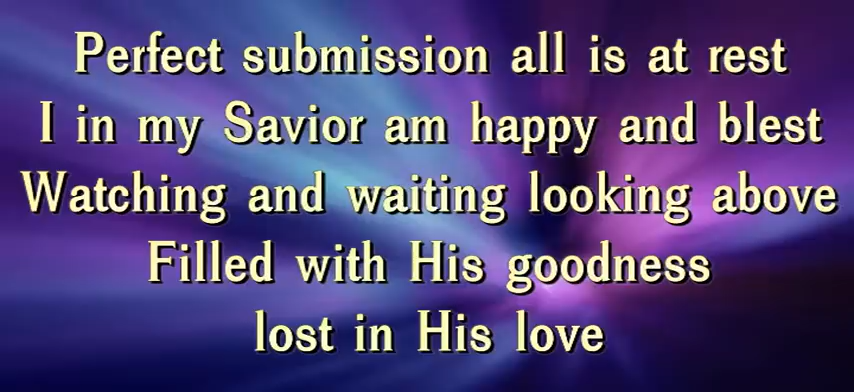 Perfect submission all is at rest
I in my Savior am happy and blest
Watching and waiting looking above
Filled with His goodness
lost in His love